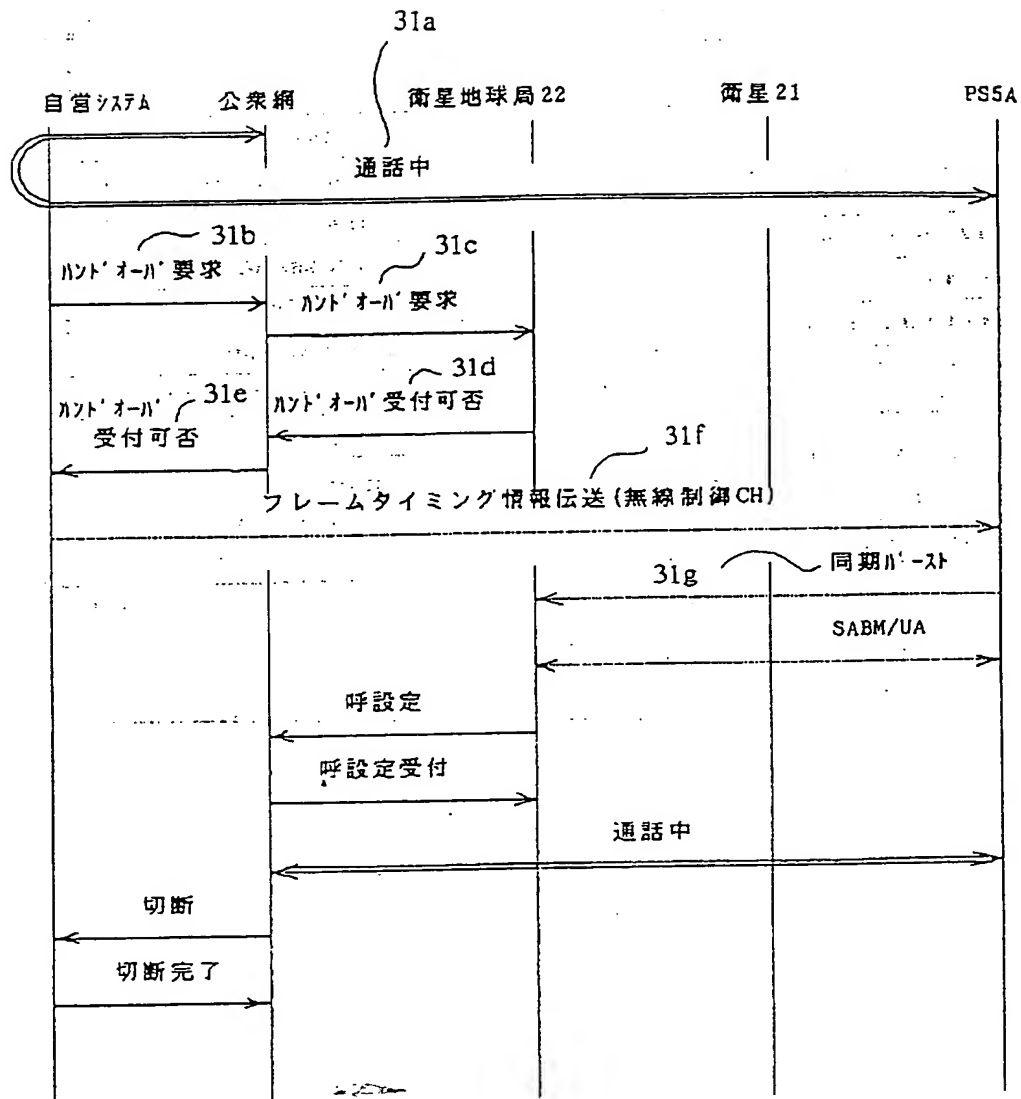 31a
自営システム 公衆網 衛星地球局22 衛星21 PS5A
通話中
31b
ハンドオーバ要求
31c
ハンドオーバ要求
31d
ハンドオーバ受付可否
31e
ハンドオーバ
受付可否
31f
フレームタイミング情報伝送(無線制御CH)
31g
同期バースト
SABM/UA
呼設定
呼設定受付
通話中
切断
切断完了